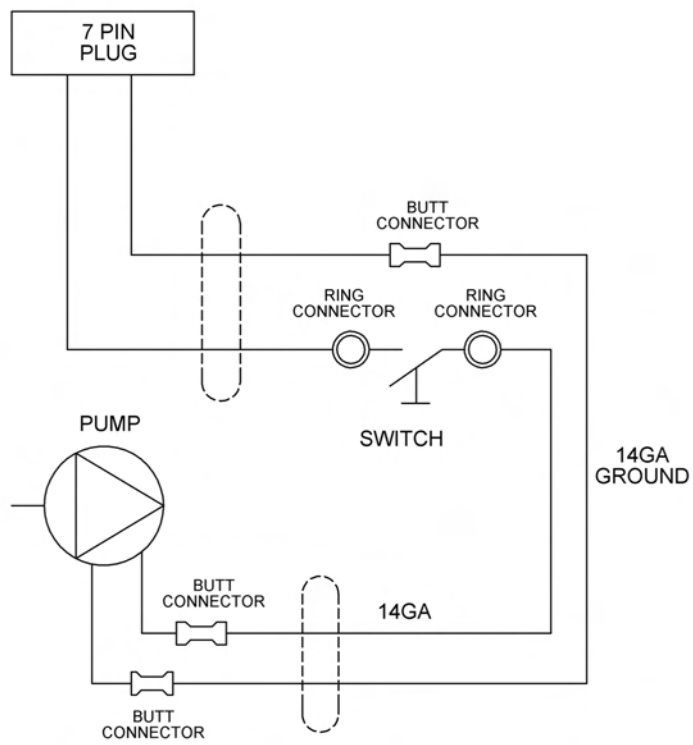 7 PIN
PLUG
BUTT
CONNECTOR
RING
CONNECTOR
RING
CONNECTOR
PUMP
SWITCH
14GA
GROUND
BUTT
CONNECTOR
14GA
BUTT
CONNECTOR